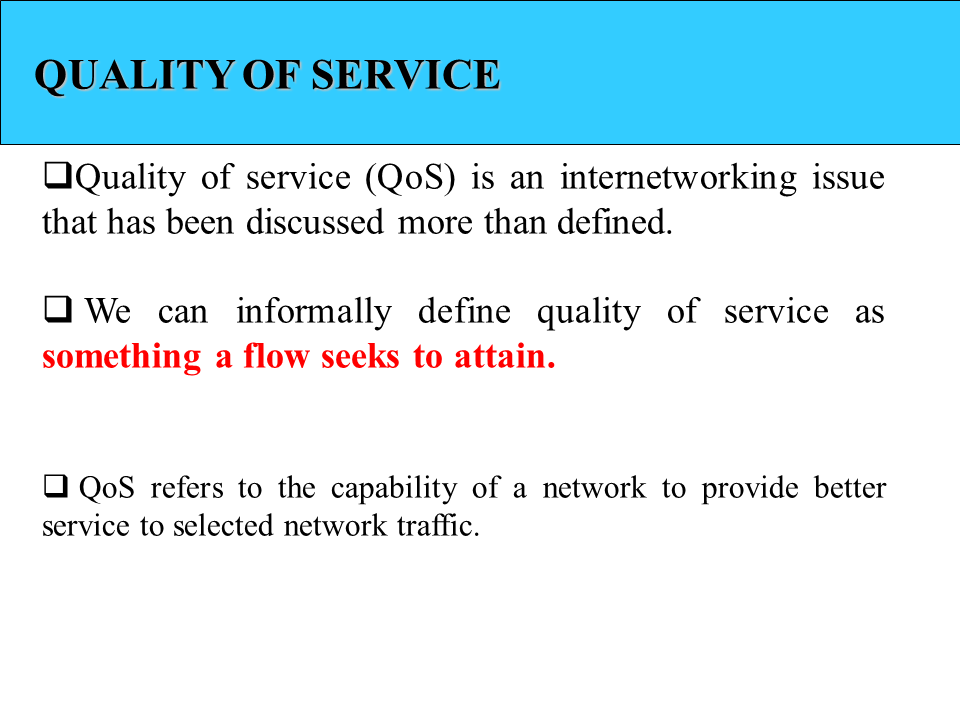 QUALITY OF SERVICE
❑Quality of service (QoS) is an internetworking issue
that has been discussed more than defined.
❑ We can informally define quality of service as
something a flow seeks to attain.
❑ QoS refers to the capability of a network to provide better
service to selected network traffic.